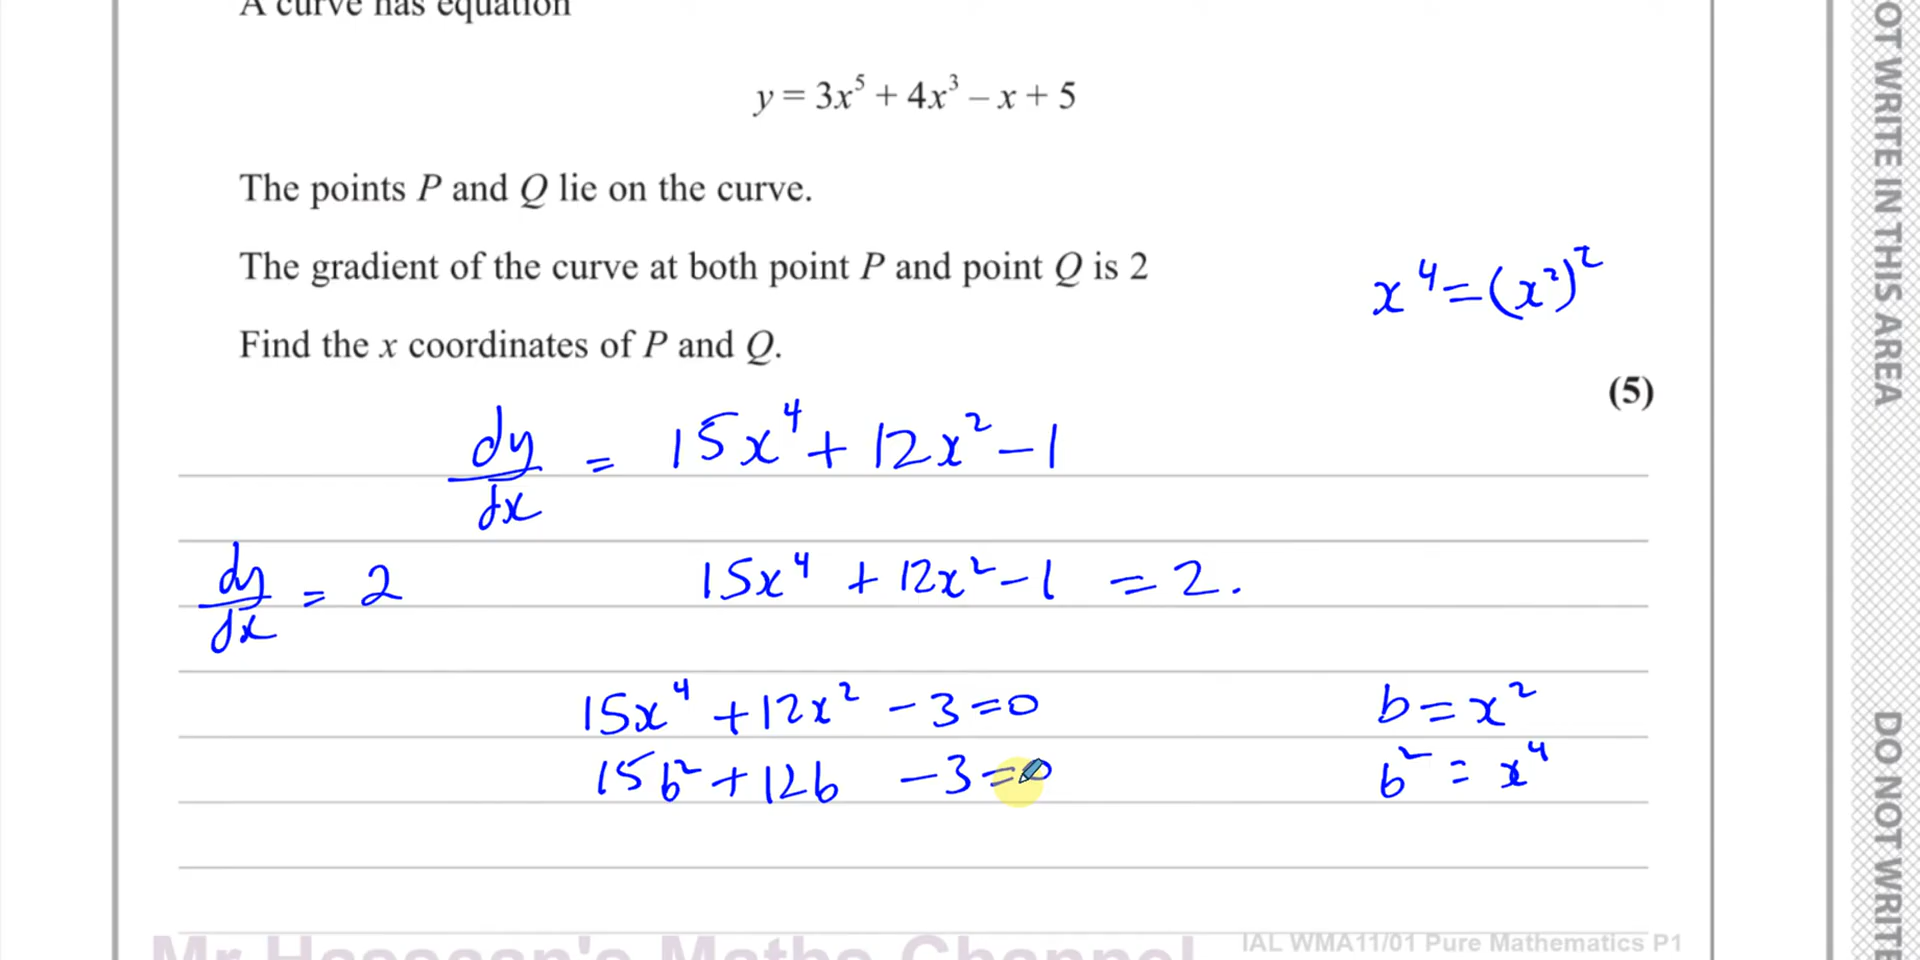 A curve has equation
y = 3x⁵ + 4x³ – x + 5
The points P and Q lie on the curve.
The gradient of the curve at both point P and point Q is 2
x⁴ = (x²)²
Find the x coordinates of P and Q.
(5)
dy/dx = 15x⁴ + 12x² – 1
dy/dx = 2 15x⁴ + 12x² – 1 = 2.
15x⁴ + 12x² – 3 = 0 b = x²
15b² + 12b – 3 = 0 b² = x⁴
Mr Hassaan's Maths Channel
IAL WMA11/01 Pure Mathematics P1
OT WRITE IN THIS AREA
DO NOT WRITE